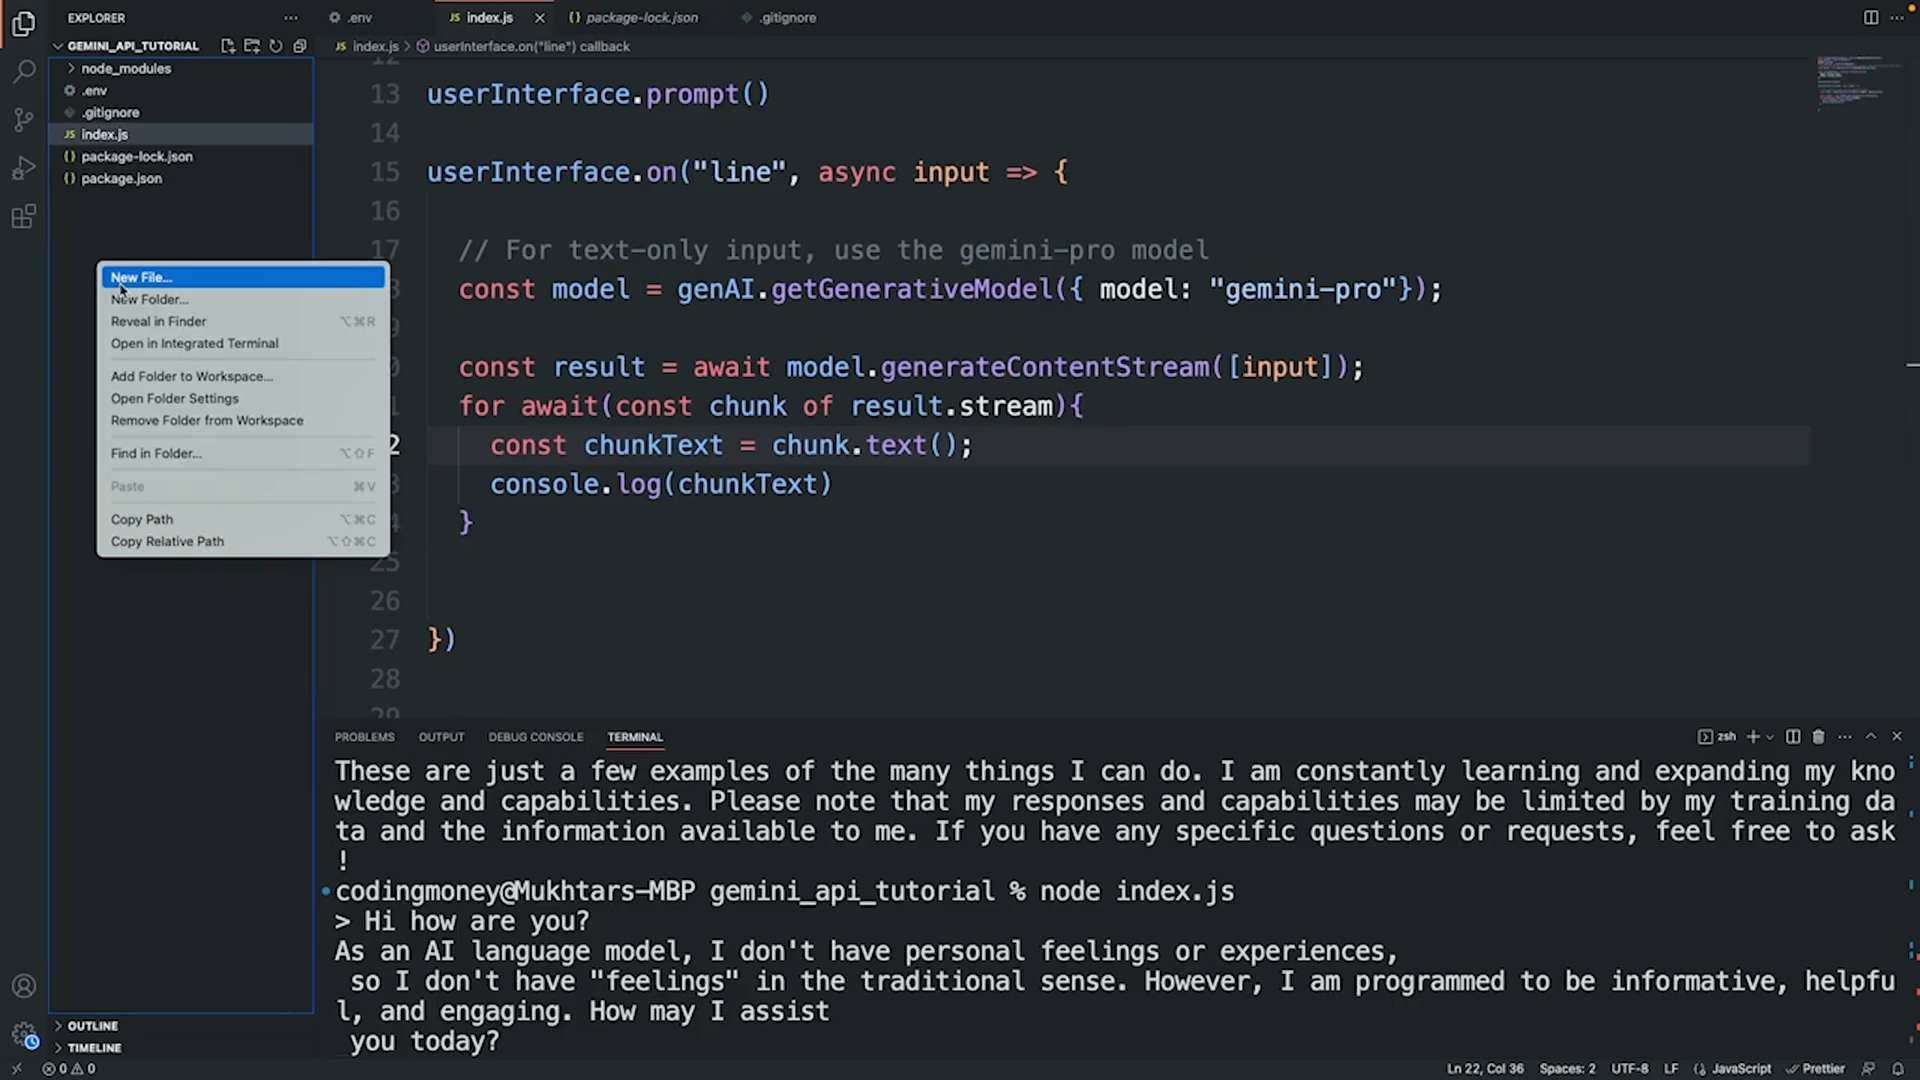 EXPLORER
.env
JS index.js
{} package-lock.json
.gitignore
GEMINI_API_TUTORIAL
JS index.js > userInterface.on("line") callback
node_modules
.env
.gitignore
JS index.js
{} package-lock.json
{} package.json
New File...
New Folder...
Reveal in Finder ⌥⌘R
Open in Integrated Terminal
Add Folder to Workspace...
Open Folder Settings
Remove Folder from Workspace
Find in Folder... ⌥⇧F
Paste ⌘V
Copy Path ⌥⌘C
Copy Relative Path ⌥⇧⌘C
13 userInterface.prompt()
14
15 userInterface.on("line", async input => {
16
17 // For text-only input, use the gemini-pro model
const model = genAI.getGenerativeModel({ model: "gemini-pro"});
const result = await model.generateContentStream([input]);
for await(const chunk of result.stream){
2 const chunkText = chunk.text();
console.log(chunkText)
}
25
26
27 })
28
29
PROBLEMS OUTPUT DEBUG CONSOLE TERMINAL
zsh
These are just a few examples of the many things I can do. I am constantly learning and expanding my kno
wledge and capabilities. Please note that my responses and capabilities may be limited by my training da
ta and the information available to me. If you have any specific questions or requests, feel free to ask
!
codingmoney@Mukhtars-MBP gemini_api_tutorial % node index.js
> Hi how are you?
As an AI language model, I don't have personal feelings or experiences,
so I don't have "feelings" in the traditional sense. However, I am programmed to be informative, helpfu
l, and engaging. How may I assist
you today?
OUTLINE
TIMELINE
0 0
Ln 22, Col 36 Spaces: 2 UTF-8 LF {} JavaScript Prettier